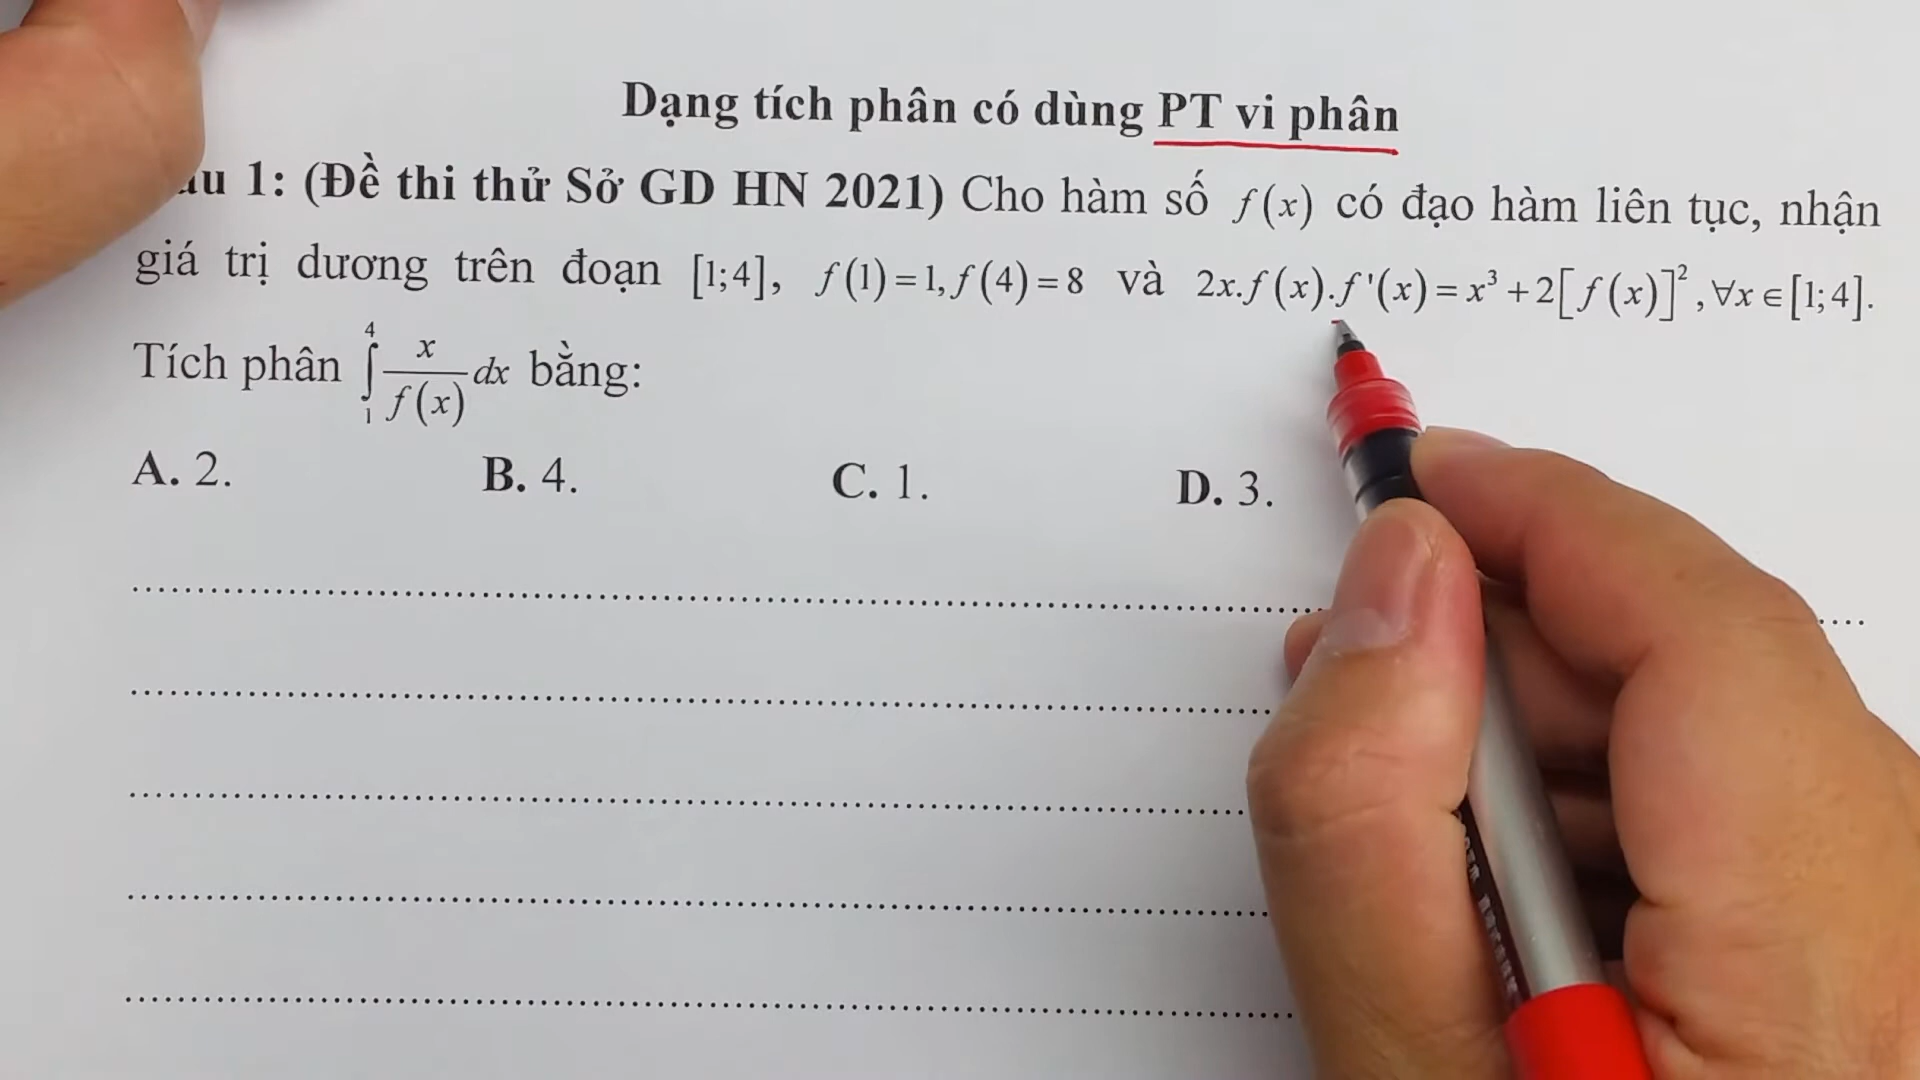 Dạng tích phân có dùng PT vi phân
1: (Đề thi thử Sở GD HN 2021) Cho hàm số f(x) có đạo hàm liên tục, nhận
giá trị dương trên đoạn [1;4], f(1)=1, f(4)=8 và 2x.f(x).f'(x)=x³+2[f(x)]², ∀x∈[1;4].
Tích phân ∫₁⁴ x/f(x) dx bằng:
A. 2. B. 4. C. 1. D. 3.